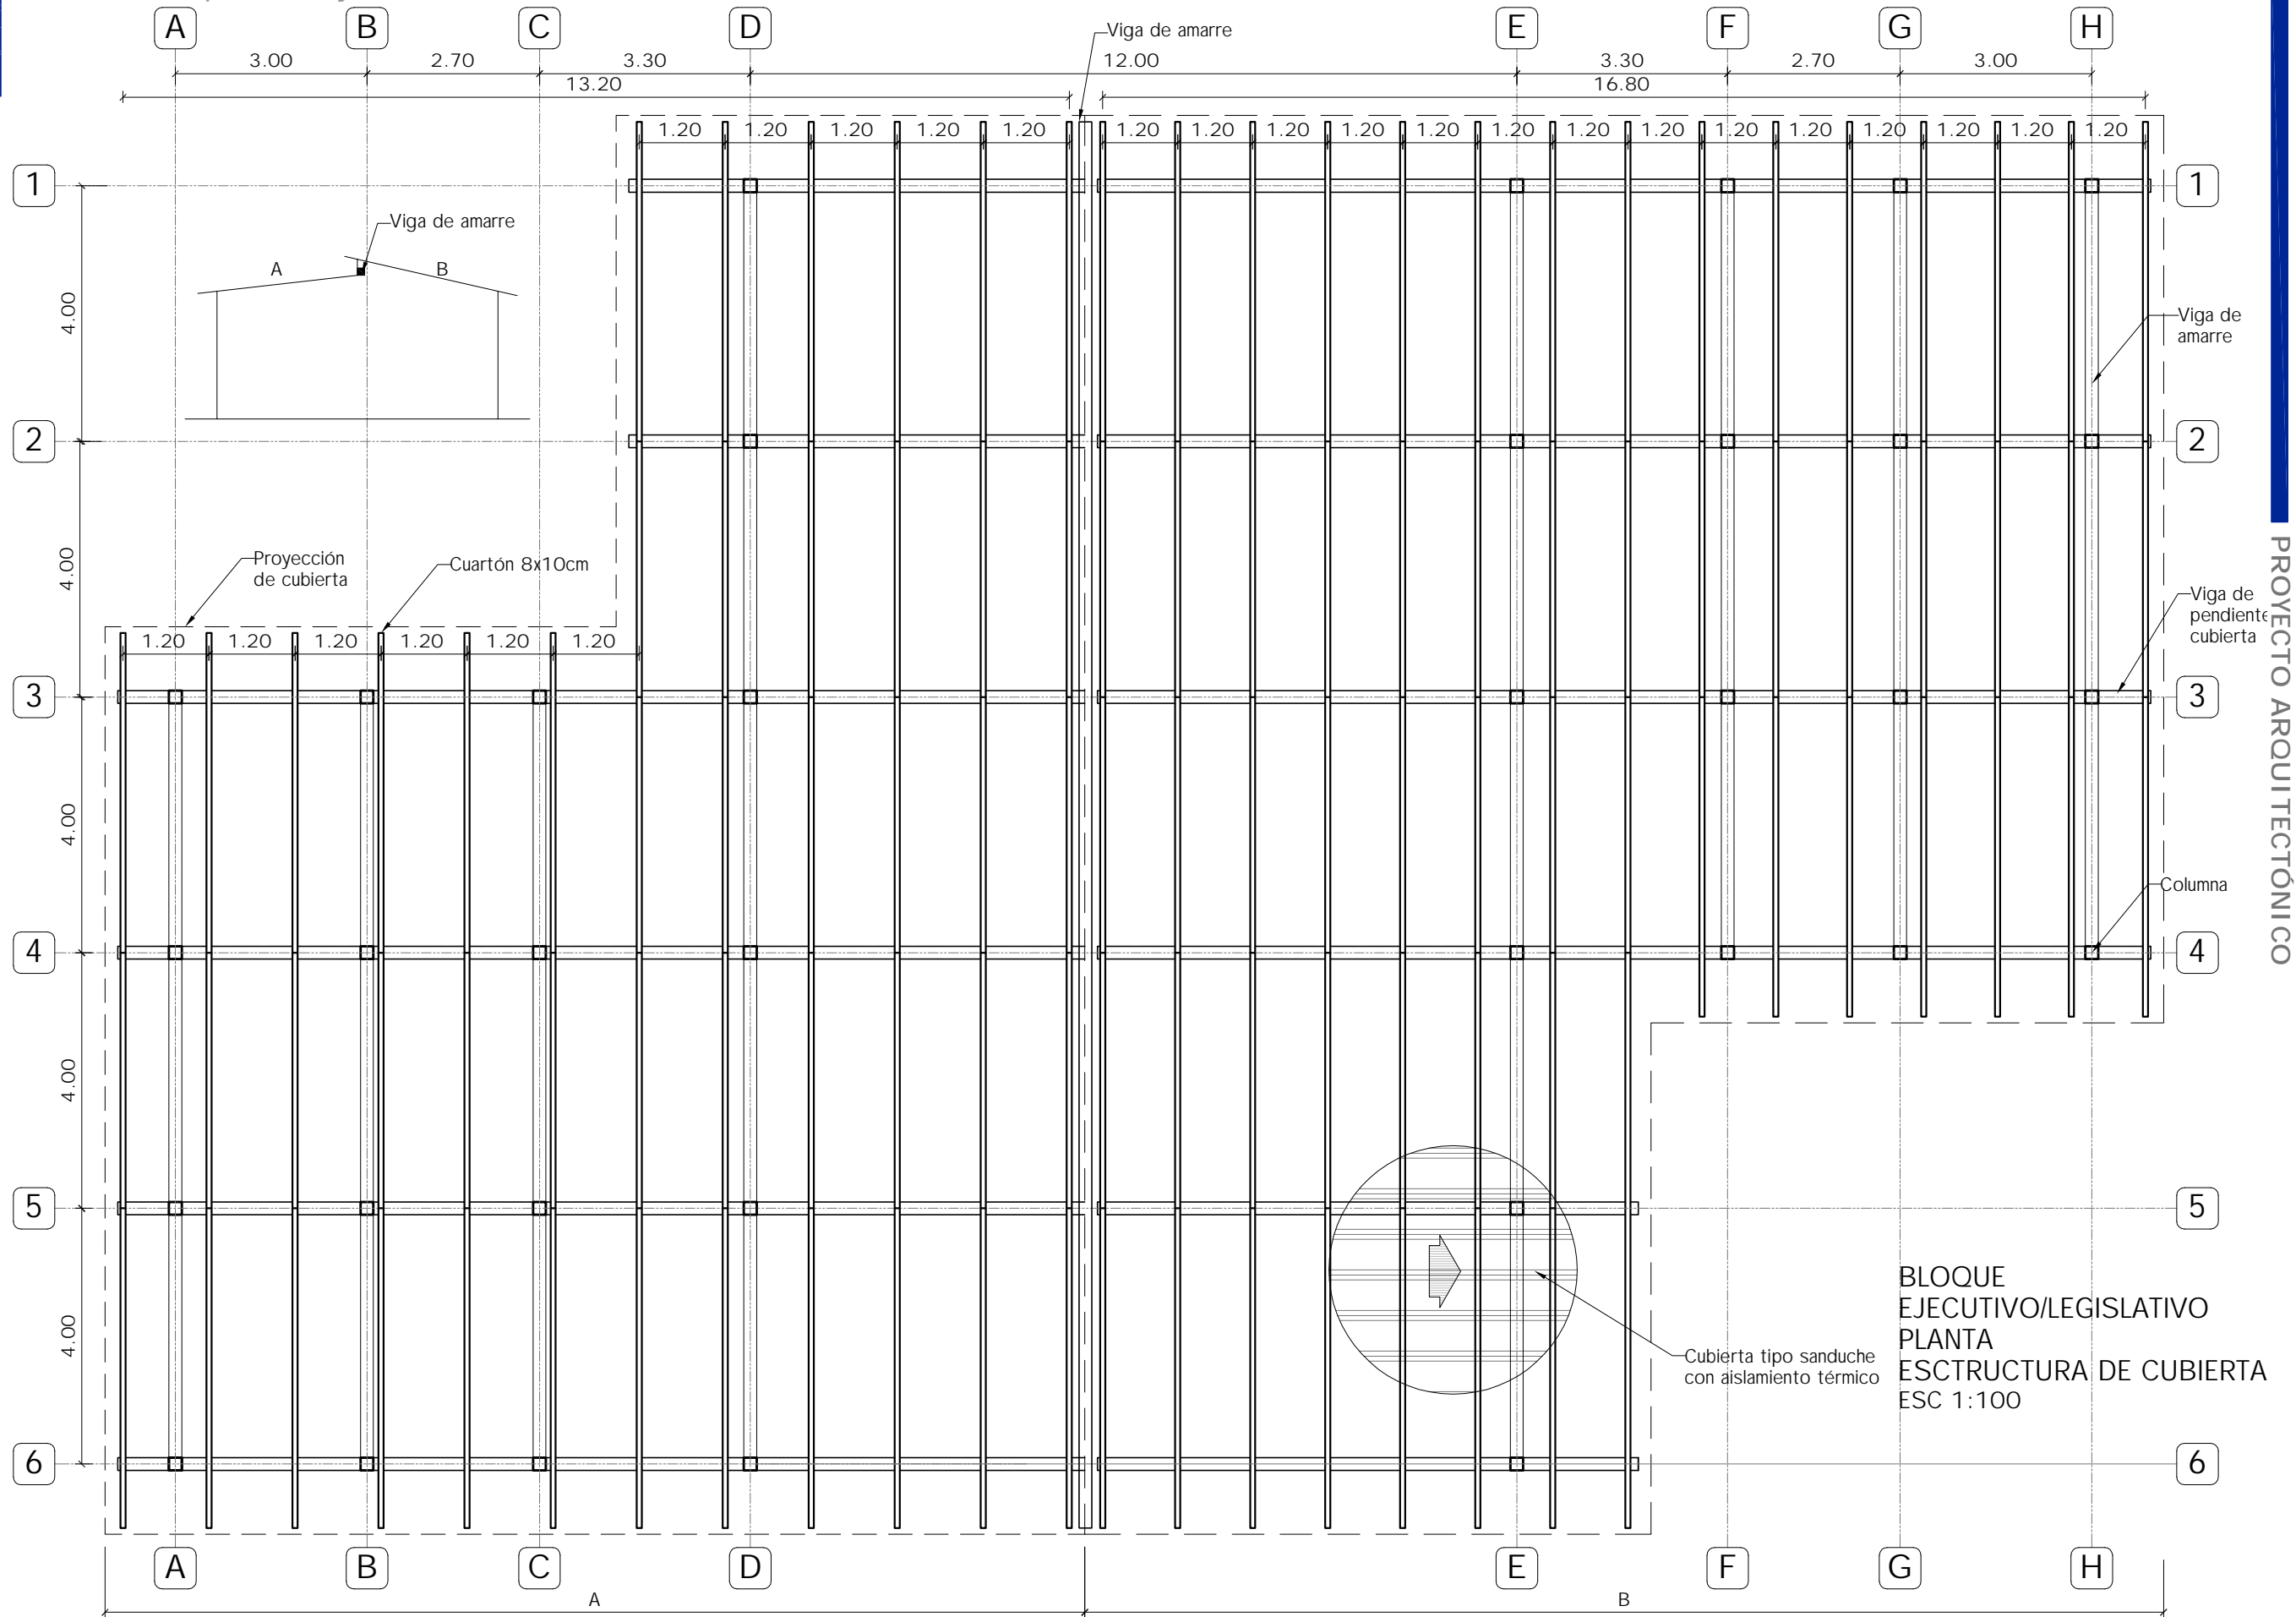 A B C D E F G H
Viga de amarre
3.00 2.70 3.30 12.00 3.30 2.70 3.00
13.20 16.80
1.20 1.20 1.20 1.20 1.20 1.20 1.20 1.20 1.20 1.20 1.20 1.20 1.20 1.20 1.20 1.20 1.20 1.20 1.20
1 1
Viga de amarre
A B
4.00
Viga de
amarre
2 2
Proyección
de cubierta
Cuartón 8x10cm
4.00
Viga de
pendiente
cubierta
1.20 1.20 1.20 1.20 1.20 1.20
3 3
4.00
Columna
4 4
4.00
5 5
4.00
Cubierta tipo sanduche
con aislamiento térmico
BLOQUE
EJECUTIVO/LEGISLATIVO
PLANTA
ESCTRUCTURA DE CUBIERTA
ESC 1:100
6 6
A B C D E F G H
A B
PROYECTO ARQUITECTÓNICO